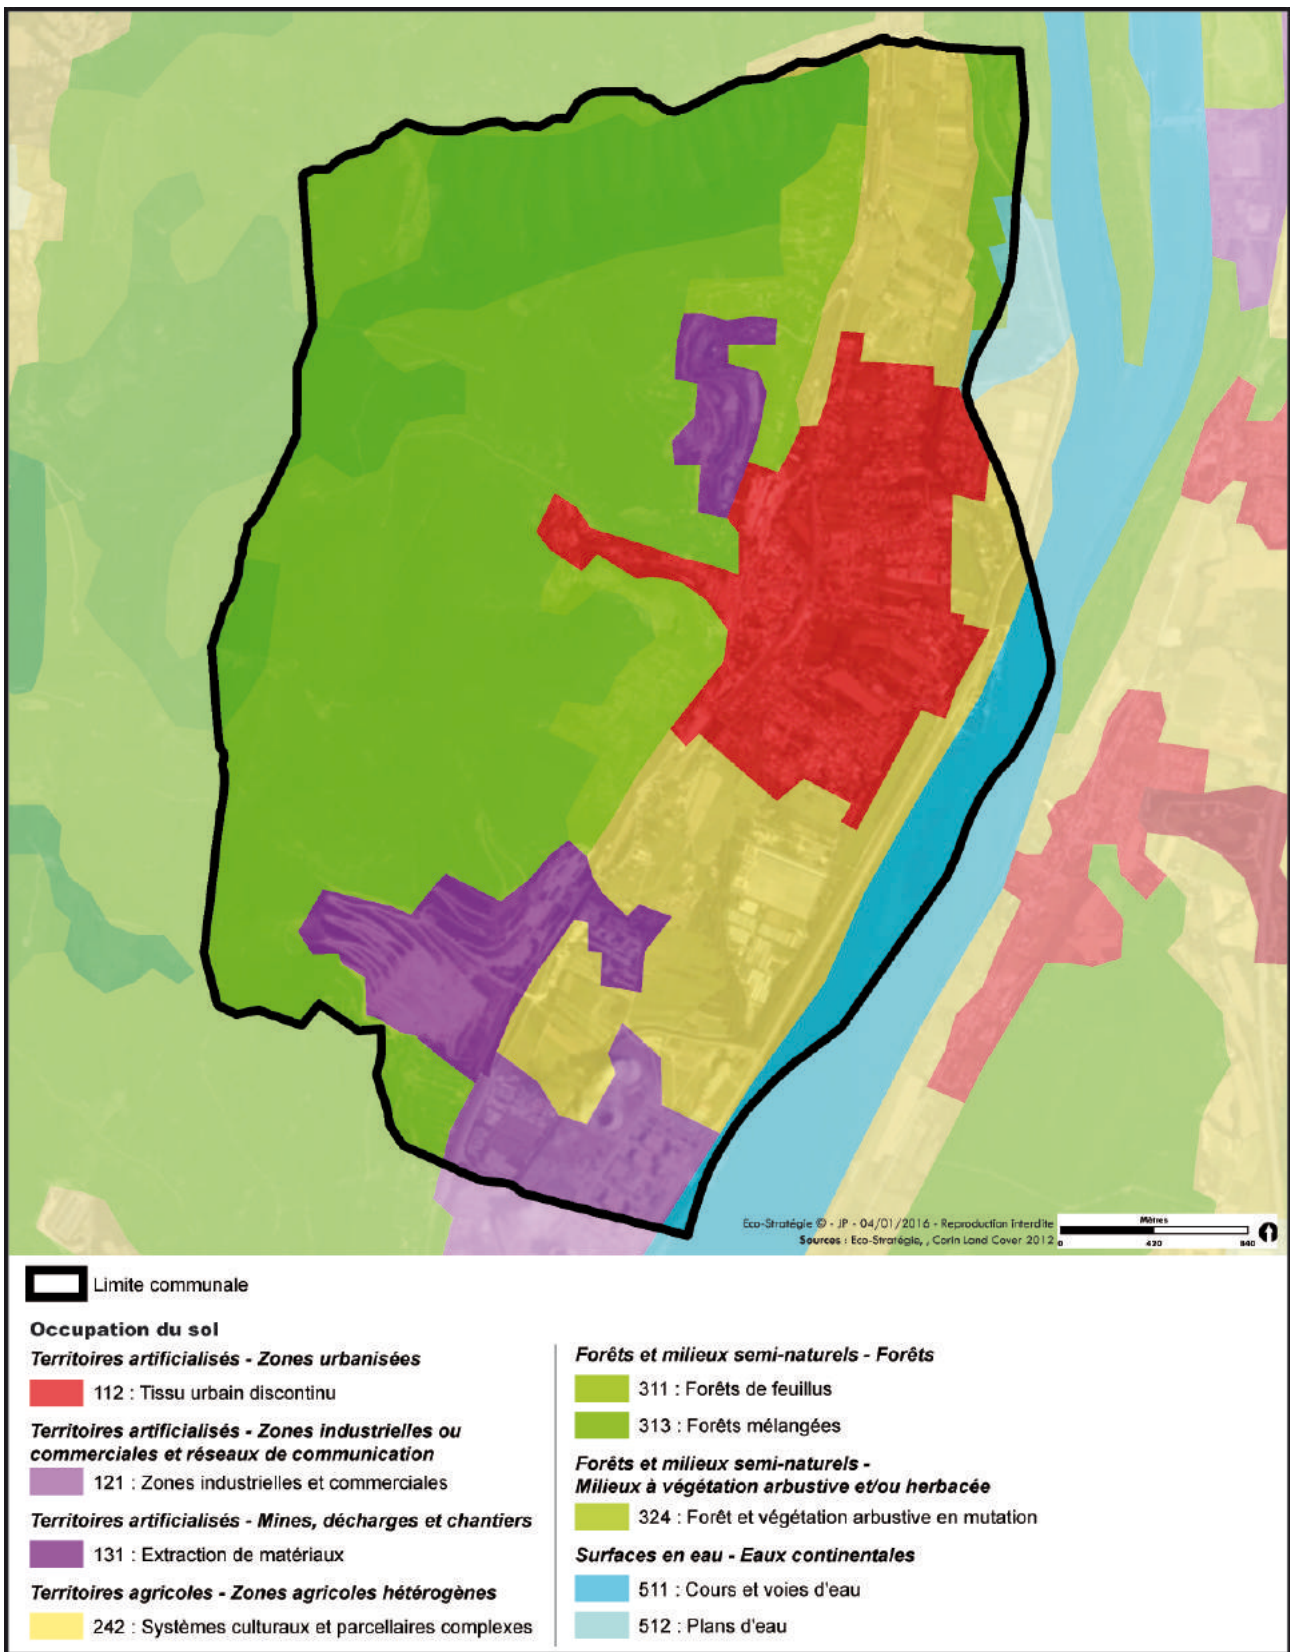 Eco-Stratégie © - JP - 04/01/2016 - Reproduction Interdite
Sources : Eco-Stratégie, , Corin Land Cover 2012
Mètres
0 420 840
Limite communale
Occupation du sol
Territoires artificialisés - Zones urbanisées
112 : Tissu urbain discontinu
Territoires artificialisés - Zones industrielles ou
commerciales et réseaux de communication
121 : Zones industrielles et commerciales
Territoires artificialisés - Mines, décharges et chantiers
131 : Extraction de matériaux
Territoires agricoles - Zones agricoles hétérogènes
242 : Systèmes culturaux et parcellaires complexes
Forêts et milieux semi-naturels - Forêts
311 : Forêts de feuillus
313 : Forêts mélangées
Forêts et milieux semi-naturels -
Milieux à végétation arbustive et/ou herbacée
324 : Forêt et végétation arbustive en mutation
Surfaces en eau - Eaux continentales
511 : Cours et voies d'eau
512 : Plans d'eau